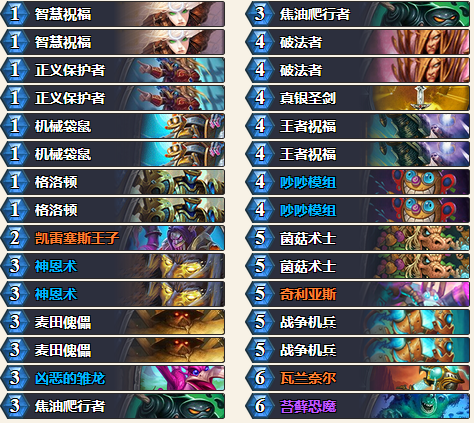 1 智慧祝福
1 智慧祝福
1 正义保护者
1 正义保护者
1 机械袋鼠
1 机械袋鼠
1 格洛顿
1 格洛顿
2 凯雷塞斯王子
3 神恩术
3 神恩术
3 麦田傀儡
3 麦田傀儡
3 凶恶的雏龙
3 焦油爬行者
3 焦油爬行者
4 破法者
4 破法者
4 真银圣剑
4 王者祝福
4 王者祝福
4 吵吵模组
4 吵吵模组
5 菌菇术士
5 菌菇术士
5 奇利亚斯
5 战争机兵
5 战争机兵
6 瓦兰奈尔
6 苔藓恐魔